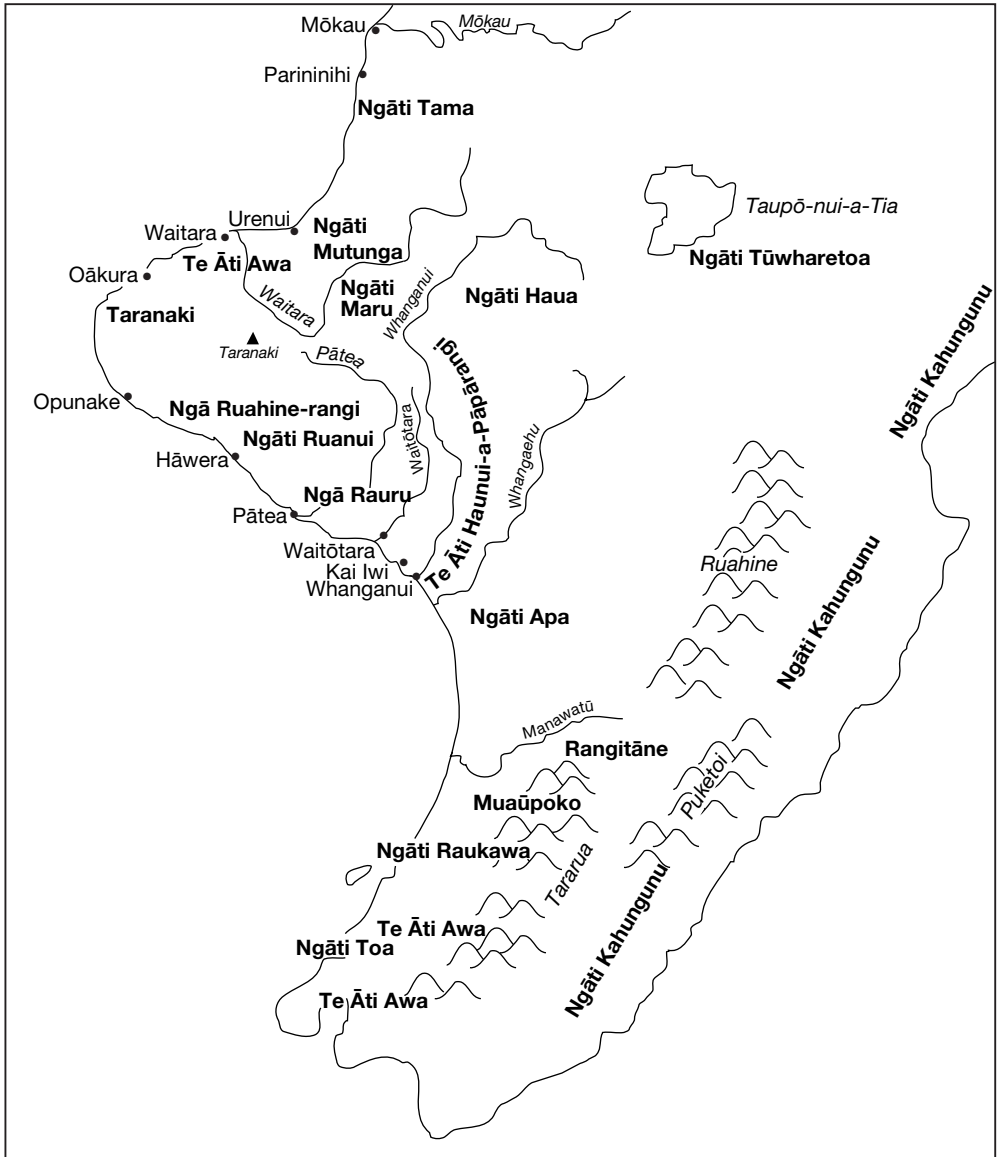 Mōkau
Mōkau
Parininihi
Ngāti Tama
Taupō-nui-a-Tia
Urenui
Waitara
Ngāti
Mutunga
Te Āti Awa
Ngāti Tūwharetoa
Oākura
Waitara
Ngāti
Maru
Whanganui
Ngāti Haua
Taranaki
Taranaki
Pātea
Ngāti Kahungunu
Opunake
Ngā Ruahine-rangi
Ngāti Ruanui
Waitōtara
Te Āti Haunui-a-Pāpārangi
Whangaehu
Hāwera
Ngā Rauru
Pātea
Waitōtara
Kai Iwi
Whanganui
Ruahine
Ngāti Apa
Ngāti Kahungunu
Manawatū
Rangitāne
Puketoi
Muaūpoko
Ngāti Raukawa
Tararua
Te Āti Awa
Ngāti Toa
Ngāti Kahungunu
Te Āti Awa